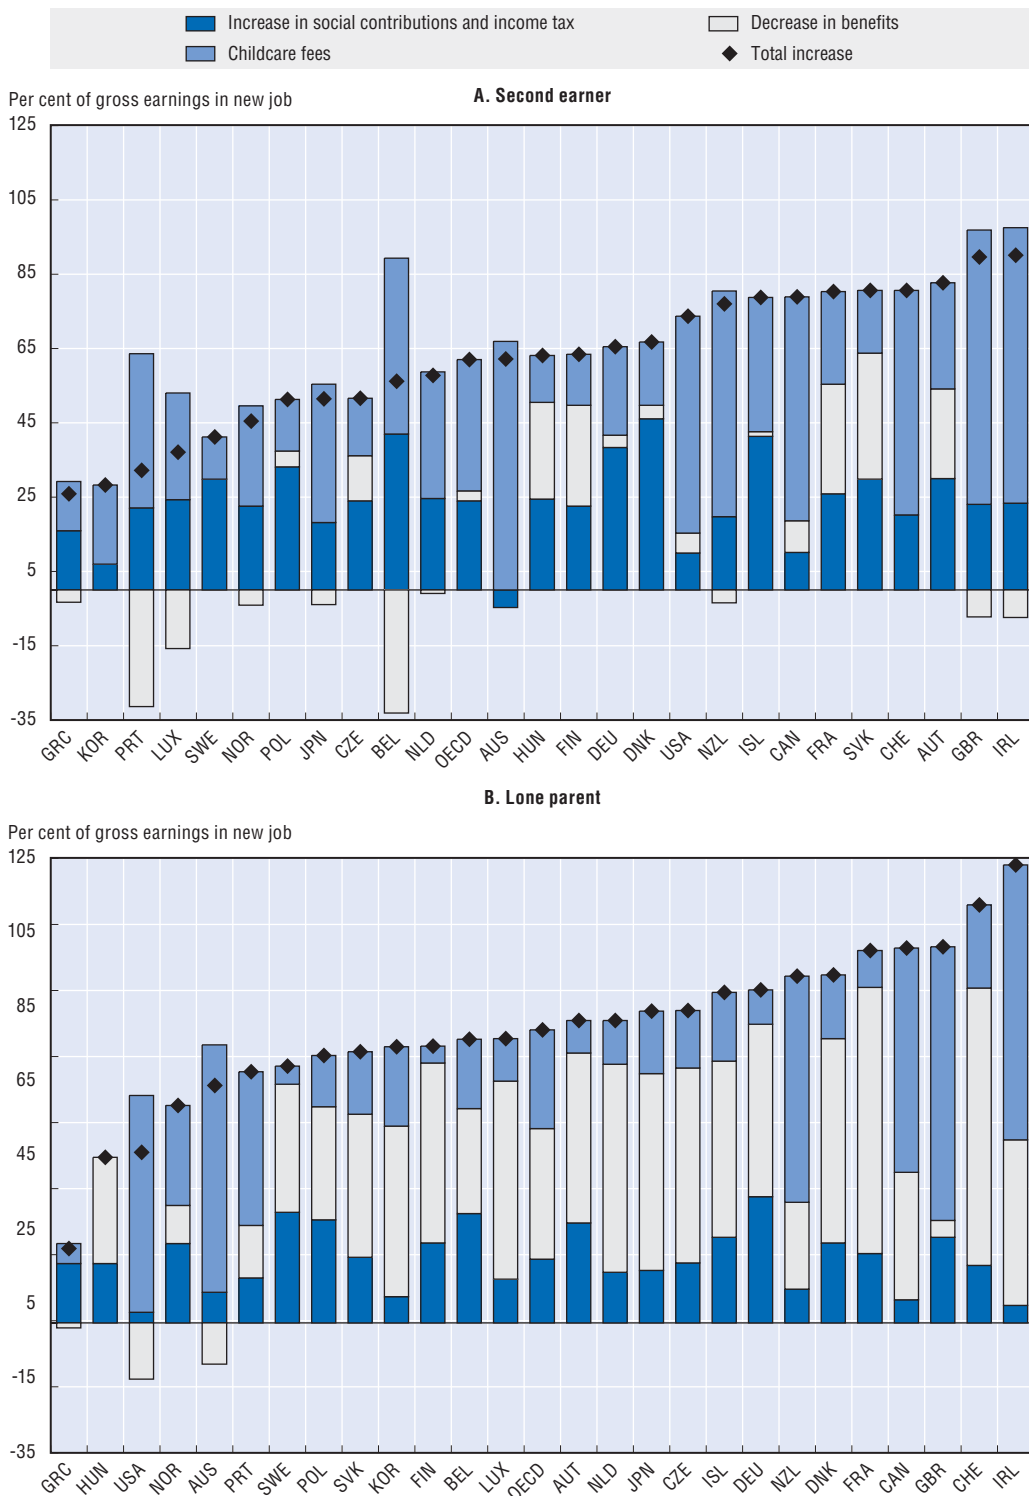 Increase in social contributions and income tax
Decrease in benefits
Childcare fees
Total increase
Per cent of gross earnings in new job
A. Second earner
125
105
85
65
45
25
5
-15
-35
GRC KOR PRT LUX SWE NOR POL JPN CZE BEL NLD OECD AUS HUN FIN DEU DNK USA NZL ISL CAN FRA SVK CHE AUT GBR IRL
B. Lone parent
Per cent of gross earnings in new job
125
105
85
65
45
25
5
-15
-35
GRC HUN USA NOR AUS PRT SWE POL SVK KOR FIN BEL LUX OECD AUT NLD JPN CZE ISL DEU NZL DNK FRA CAN GBR CHE IRL